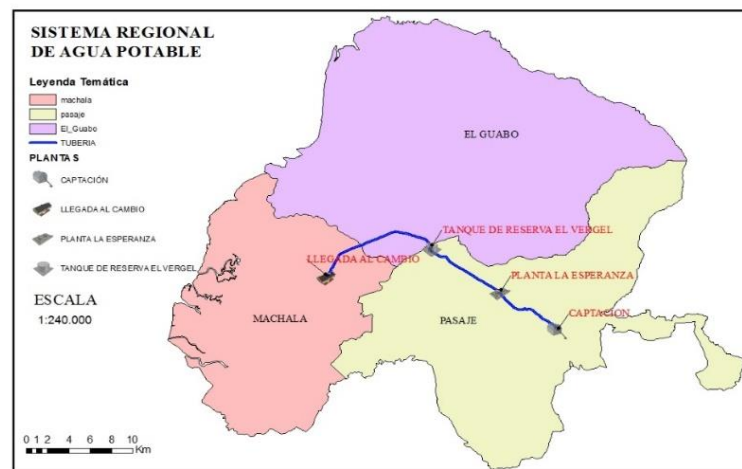 SISTEMA REGIONAL
DE AGUA POTABLE
Leyenda Temática
machala
pasaje
El_Guabo
TUBERIA
PLANTAS
CAPTACIÓN
LLEGADA AL CAMBIO
PLANTA LA ESPERANZA
TANQUE DE RESERVA EL VERGEL
ESCALA
1:240.000
0 1 2 4 6 8 10
Km
EL GUABO
TANQUE DE RESERVA EL VERGEL
LLEGADA AL CAMBIO
PLANTA LA ESPERANZA
MACHALA
PASAJE
CAPTACION